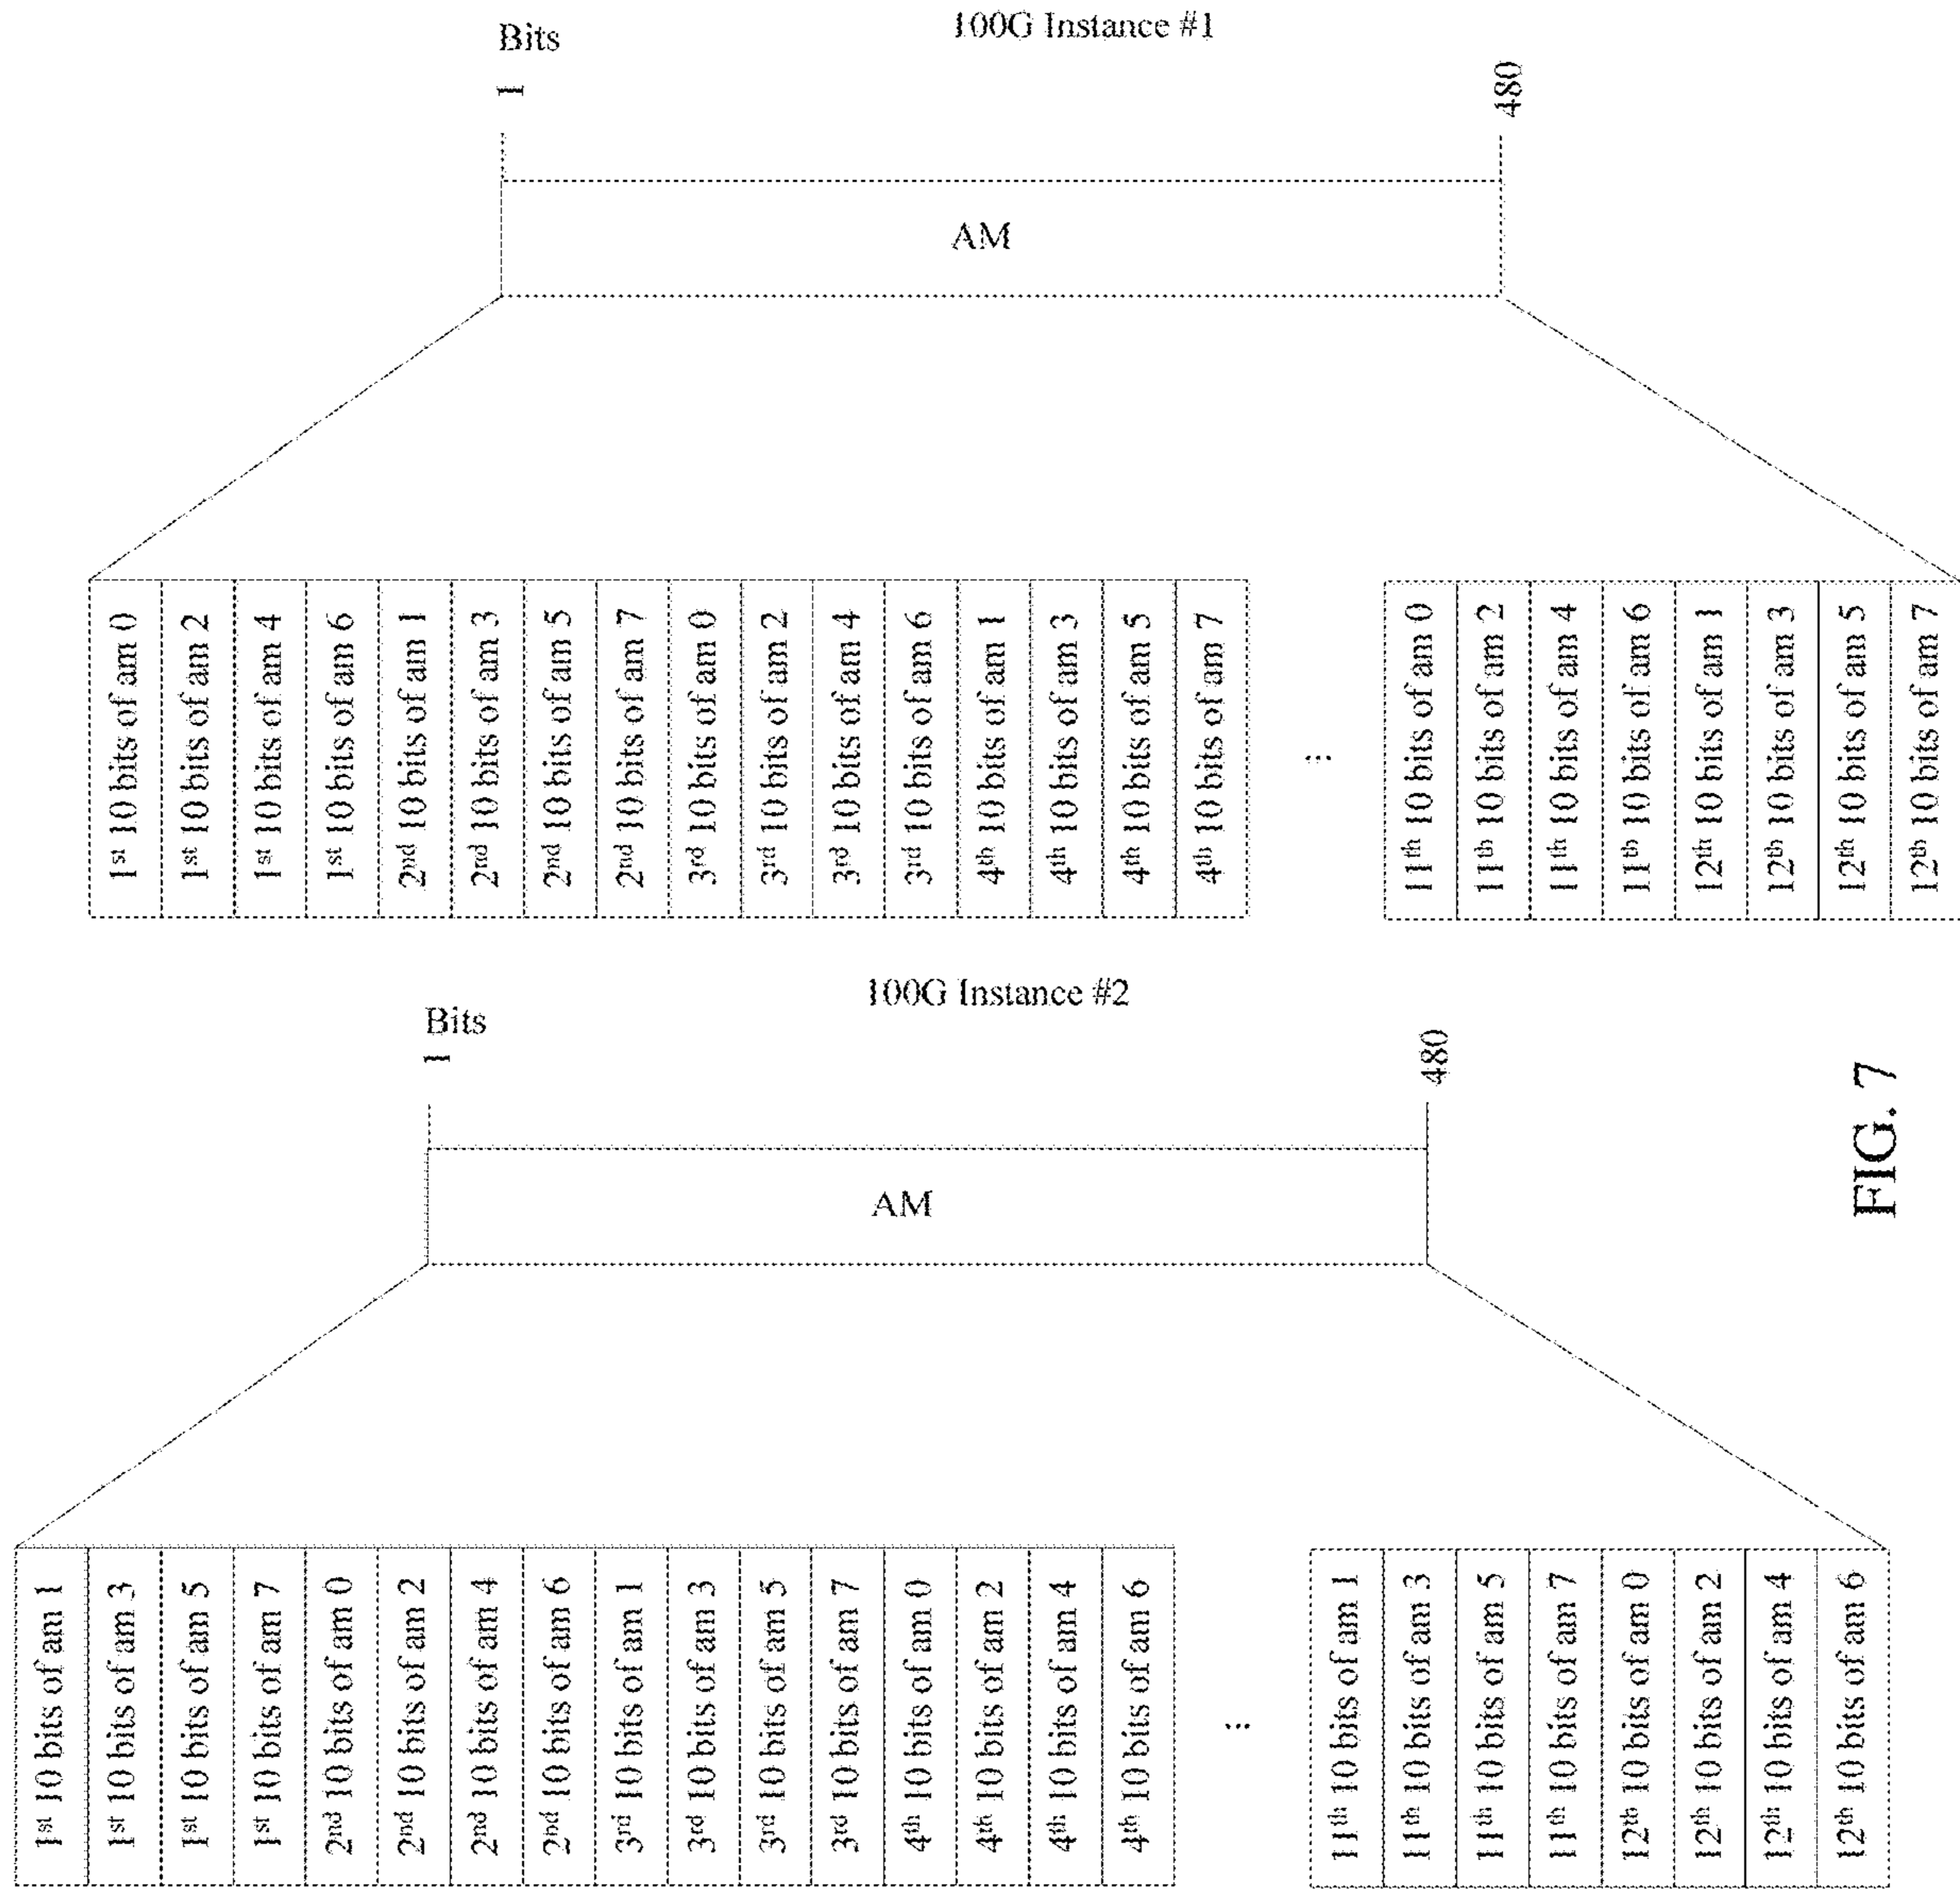 100G Instance #1
Bits
1
480
AM
1st 10 bits of am 0
1st 10 bits of am 2
1st 10 bits of am 4
1st 10 bits of am 6
2nd 10 bits of am 1
2nd 10 bits of am 3
2nd 10 bits of am 5
2nd 10 bits of am 7
3rd 10 bits of am 0
3rd 10 bits of am 2
3rd 10 bits of am 4
3rd 10 bits of am 6
4th 10 bits of am 1
4th 10 bits of am 3
4th 10 bits of am 5
4th 10 bits of am 7
...
11th 10 bits of am 0
11th 10 bits of am 2
11th 10 bits of am 4
11th 10 bits of am 6
12th 10 bits of am 1
12th 10 bits of am 3
12th 10 bits of am 5
12th 10 bits of am 7
100G Instance #2
Bits
1
480
AM
1st 10 bits of am 1
1st 10 bits of am 3
1st 10 bits of am 5
1st 10 bits of am 7
2nd 10 bits of am 0
2nd 10 bits of am 2
2nd 10 bits of am 4
2nd 10 bits of am 6
3rd 10 bits of am 1
3rd 10 bits of am 3
3rd 10 bits of am 5
3rd 10 bits of am 7
4th 10 bits of am 0
4th 10 bits of am 2
4th 10 bits of am 4
4th 10 bits of am 6
...
11th 10 bits of am 1
11th 10 bits of am 3
11th 10 bits of am 5
11th 10 bits of am 7
12th 10 bits of am 0
12th 10 bits of am 2
12th 10 bits of am 4
12th 10 bits of am 6
FIG. 7